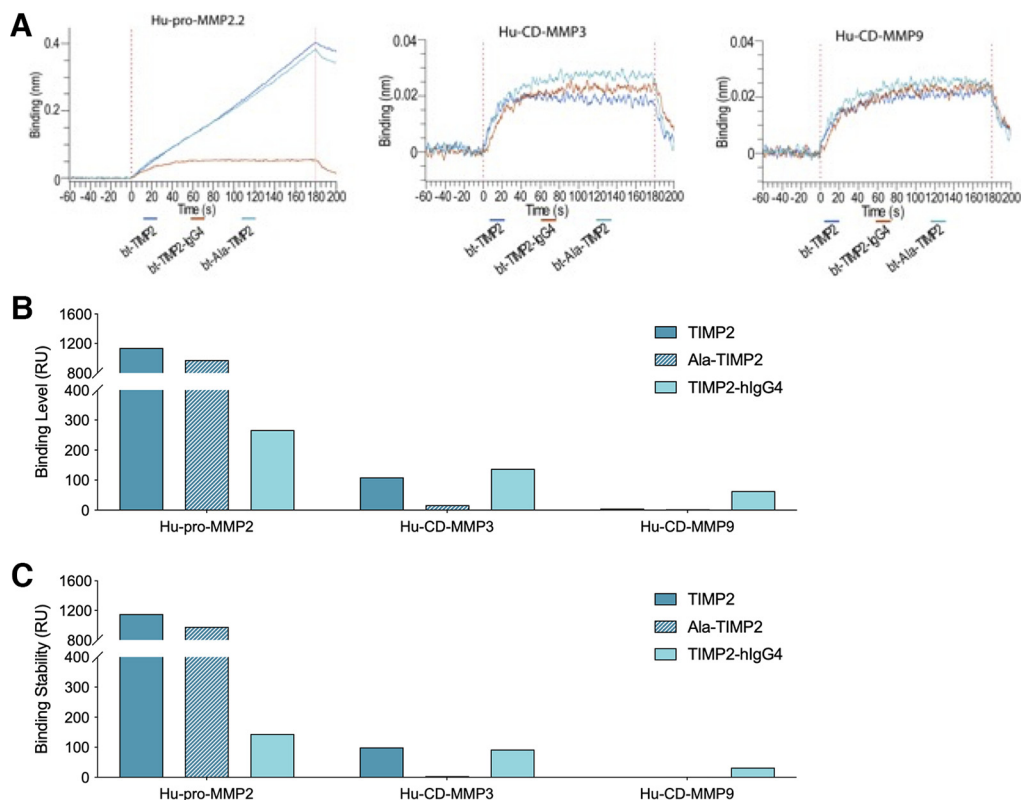 A
Hu-pro-MMP2.2
Binding (nm)
0.4
0.2
0
-60 -40 -20 0 20 40 60 80 100 120 140 160 180 200
Time (s)
bt-TIMP2
bt-TIMP2-IgG4
bt-Ala-TIMP2
Hu-CD-MMP3
Binding (nm)
0.04
0.02
0
-60 -40 -20 0 20 40 60 80 100 120 140 160 180 200
Time (s)
bt-TIMP2
bt-TIMP2-IgG4
bt-Ala-TIMP2
Hu-CD-MMP9
Binding (nm)
0.04
0.02
0
-60 -40 -20 0 20 40 60 80 100 120 140 160 180 200
Time (s)
bt-TIMP2
bt-TIMP2-IgG4
bt-Ala-TIMP2
B
Binding Level (RU)
1600
1200
800
400
300
200
100
0
Hu-pro-MMP2 Hu-CD-MMP3 Hu-CD-MMP9
TIMP2
Ala-TIMP2
TIMP2-hIgG4
C
Binding Stability (RU)
1600
1200
800
400
300
200
100
0
Hu-pro-MMP2 Hu-CD-MMP3 Hu-CD-MMP9
TIMP2
Ala-TIMP2
TIMP2-hIgG4